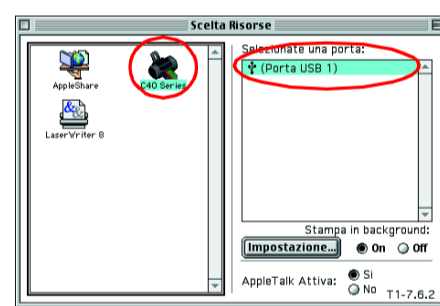 Scelta Risorse
AppleShare
C40 Series
LaserWriter 8
Selezionate una porta:
(Porta USB 1)
Stampa in background:
Impostazione...
On
Off
AppleTalk Attiva:
Si
No
T1-7.6.2